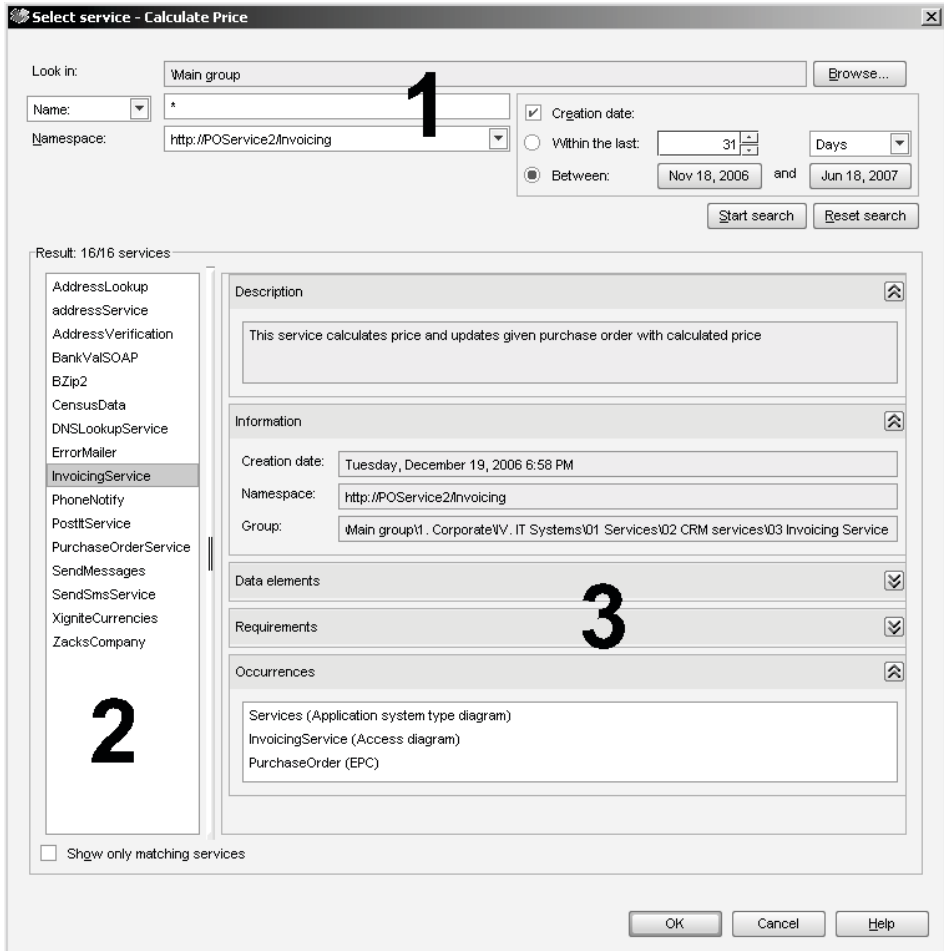 Select service - Calculate Price
Look in: \Main group Browse...
Name: *
Namespace: http://POService2/Invoicing
Creation date:
Within the last: 31 Days
Between: Nov 18, 2006 and Jun 18, 2007
1
Start search Reset search
Result: 16/16 services
AddressLookup
addressService
AddressVerification
BankValSOAP
BZip2
CensusData
DNSLookupService
ErrorMailer
InvoicingService
PhoneNotify
PostItService
PurchaseOrderService
SendMessages
SendSmsService
XigniteCurrencies
ZacksCompany
2
Description
This service calculates price and updates given purchase order with calculated price
Information
Creation date: Tuesday, December 19, 2006 6:58 PM
Namespace: http://POService2/Invoicing
Group: \Main group\1. Corporate\IV. IT Systems\01 Services\02 CRM services\03 Invoicing Service
Data elements
3
Requirements
Occurrences
Services (Application system type diagram)
InvoicingService (Access diagram)
PurchaseOrder (EPC)
Show only matching services
OK Cancel Help